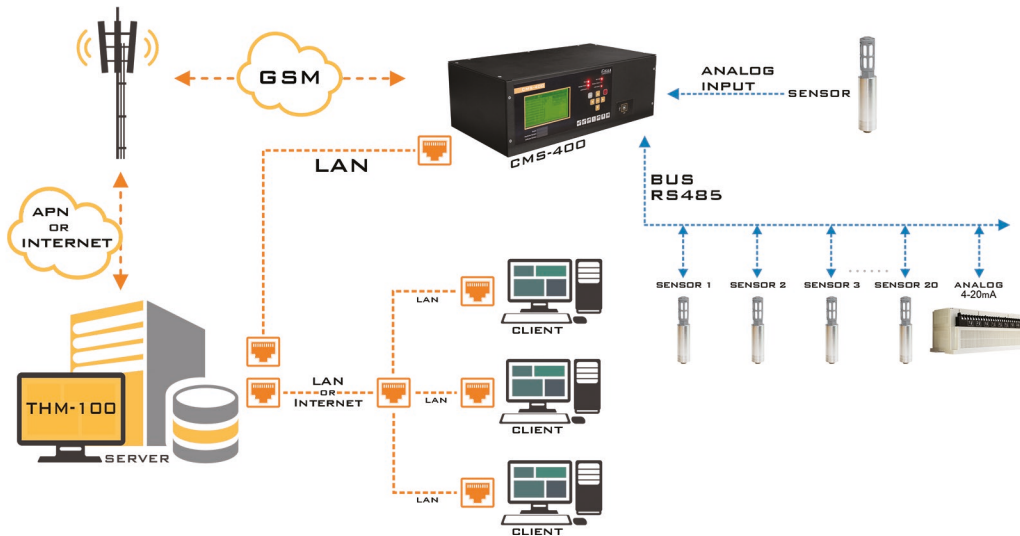 GSM
ANALOG
INPUT
SENSOR
CMS-400
LAN
BUS
RS485
APN
OR
INTERNET
SENSOR 1
SENSOR 2
SENSOR 3
SENSOR 20
ANALOG
4-20mA
LAN
CLIENT
LAN
OR
INTERNET
LAN
CLIENT
THM-100
SERVER
LAN
CLIENT